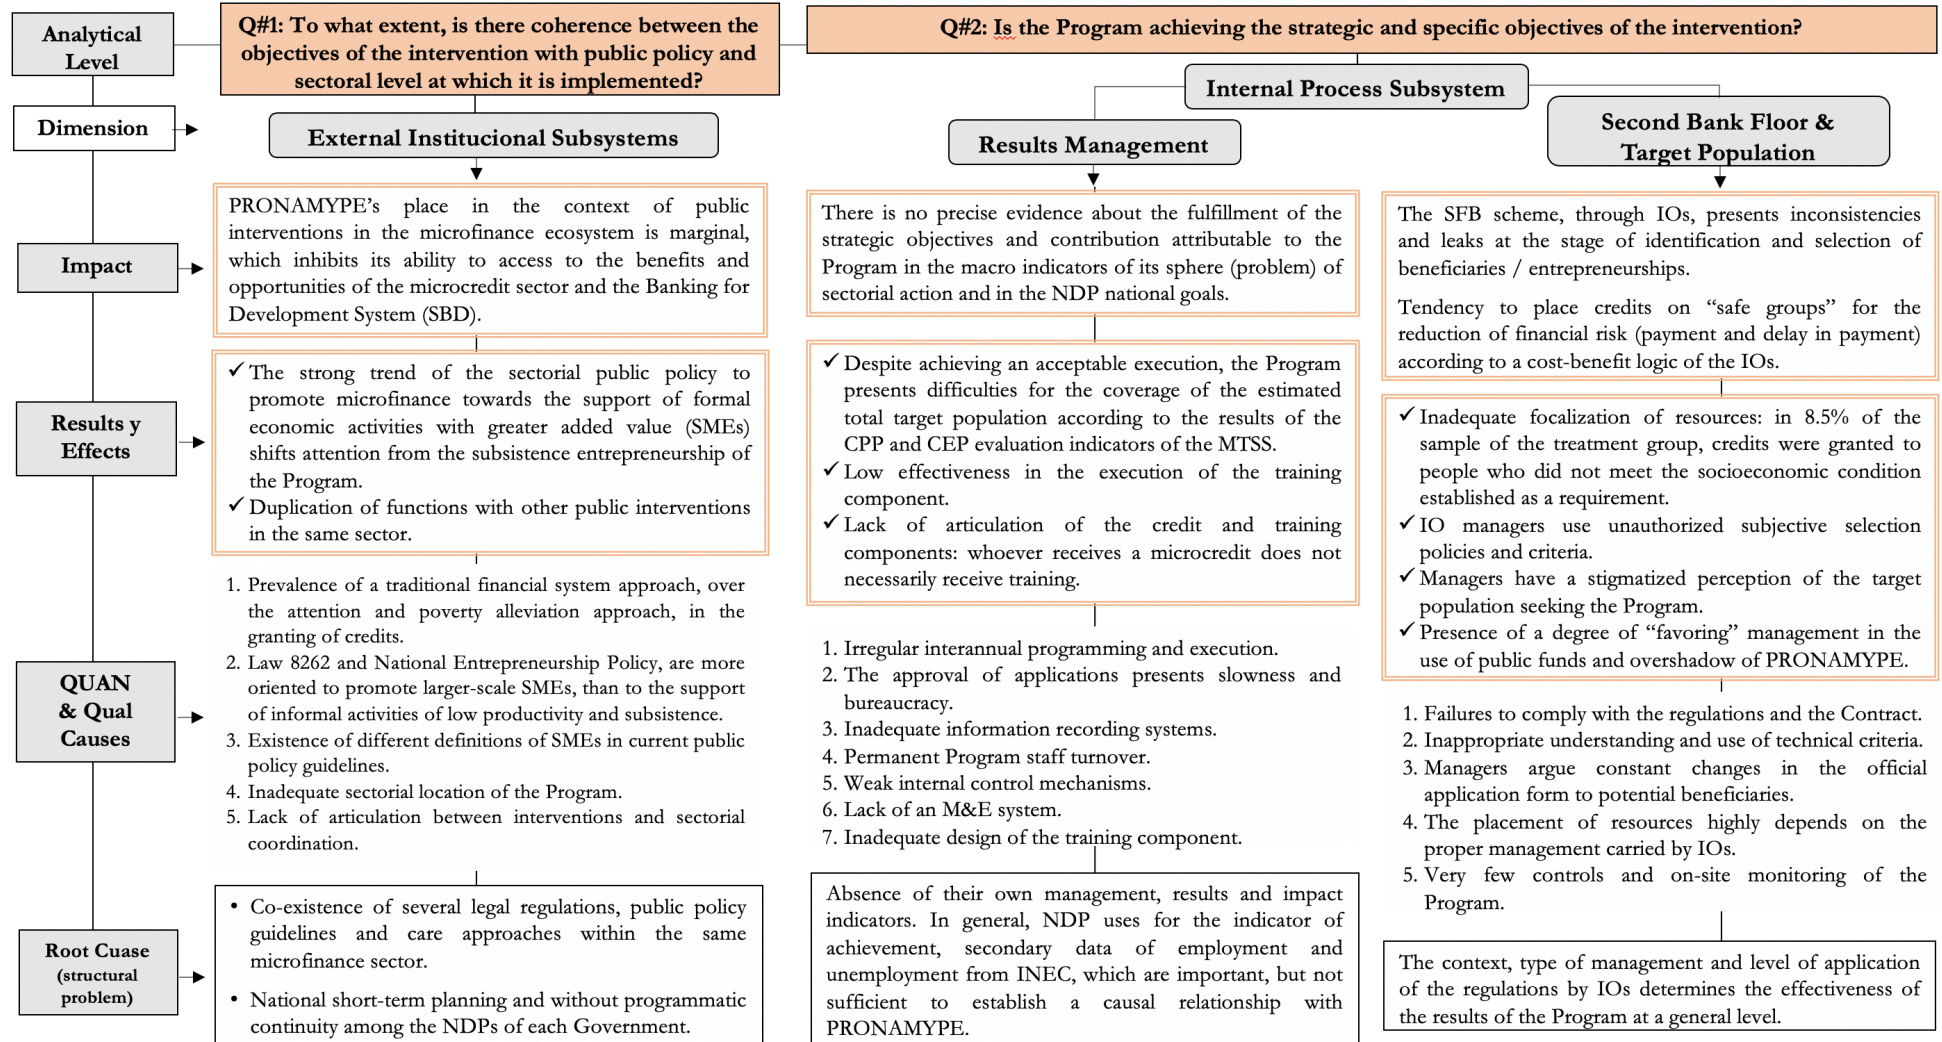 Analytical
Level
Q#1: To what extent, is there coherence between the
objectives of the intervention with public policy and
sectoral level at which it is implemented?
Q#2: Is the Program achieving the strategic and specific objectives of the intervention?
Dimension
External Institucional Subsystems
Internal Process Subsystem
Results Management
Second Bank Floor &
Target Population
Impact
PRONAMYPE’s place in the context of public
interventions in the microfinance ecosystem is marginal,
which inhibits its ability to access to the benefits and
opportunities of the microcredit sector and the Banking for
Development System (SBD).
There is no precise evidence about the fulfillment of the
strategic objectives and contribution attributable to the
Program in the macro indicators of its sphere (problem) of
sectorial action and in the NDP national goals.
The SFB scheme, through IOs, presents inconsistencies
and leaks at the stage of identification and selection of
beneficiaries / entrepreneurships.
Tendency to place credits on “safe groups” for the
reduction of financial risk (payment and delay in payment)
according to a cost-benefit logic of the IOs.
Results y
Effects
✓ The strong trend of the sectorial public policy to
promote microfinance towards the support of formal
economic activities with greater added value (SMEs)
shifts attention from the subsistence entrepreneurship of
the Program.
✓ Duplication of functions with other public interventions
in the same sector.
✓ Despite achieving an acceptable execution, the Program
presents difficulties for the coverage of the estimated
total target population according to the results of the
CPP and CEP evaluation indicators of the MTSS.
✓ Low effectiveness in the execution of the training
component.
✓ Lack of articulation of the credit and training
components: whoever receives a microcredit does not
necessarily receive training.
✓ Inadequate focalization of resources: in 8.5% of the
sample of the treatment group, credits were granted to
people who did not meet the socioeconomic condition
established as a requirement.
✓ IO managers use unauthorized subjective selection
policies and criteria.
✓ Managers have a stigmatized perception of the target
population seeking the Program.
✓ Presence of a degree of “favoring” management in the
use of public funds and overshadow of PRONAMYPE.
QUAN
& Qual
Causes
1. Prevalence of a traditional financial system approach, over
the attention and poverty alleviation approach, in the
granting of credits.
2. Law 8262 and National Entrepreneurship Policy, are more
oriented to promote larger-scale SMEs, than to the support
of informal activities of low productivity and subsistence.
3. Existence of different definitions of SMEs in current public
policy guidelines.
4. Inadequate sectorial location of the Program.
5. Lack of articulation between interventions and sectorial
coordination.
1. Irregular interannual programming and execution.
2. The approval of applications presents slowness and
bureaucracy.
3. Inadequate information recording systems.
4. Permanent Program staff turnover.
5. Weak internal control mechanisms.
6. Lack of an M&E system.
7. Inadequate design of the training component.
1. Failures to comply with the regulations and the Contract.
2. Inappropriate understanding and use of technical criteria.
3. Managers argue constant changes in the official
application form to potential beneficiaries.
4. The placement of resources highly depends on the
proper management carried by IOs.
5. Very few controls and on-site monitoring of the
Program.
Root Cuase
(structural
problem)
• Co-existence of several legal regulations, public policy
guidelines and care approaches within the same
microfinance sector.
• National short-term planning and without programmatic
continuity among the NDPs of each Government.
Absence of their own management, results and impact
indicators. In general, NDP uses for the indicator of
achievement, secondary data of employment and
unemployment from INEC, which are important, but not
sufficient to establish a causal relationship with
PRONAMYPE.
The context, type of management and level of application
of the regulations by IOs determines the effectiveness of
the results of the Program at a general level.